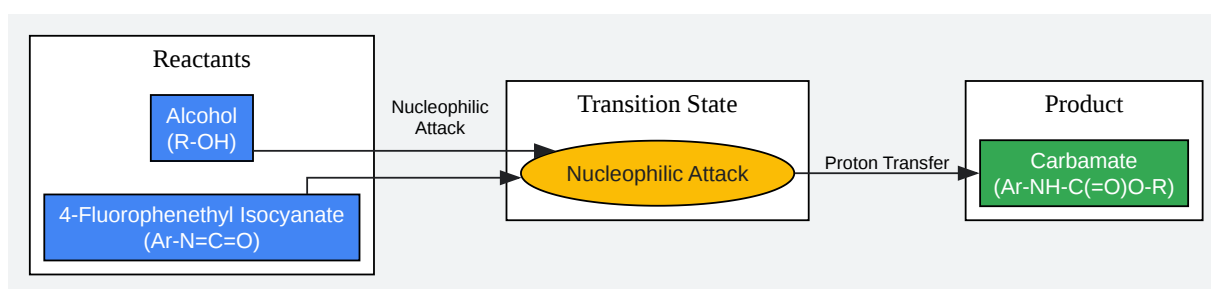 Reactants
Alcohol
(R-OH)
4-Fluorophenethyl Isocyanate
(Ar-N=C=O)
Nucleophilic
Attack
Transition State
Nucleophilic Attack
Proton Transfer
Product
Carbamate
(Ar-NH-C(=O)O-R)